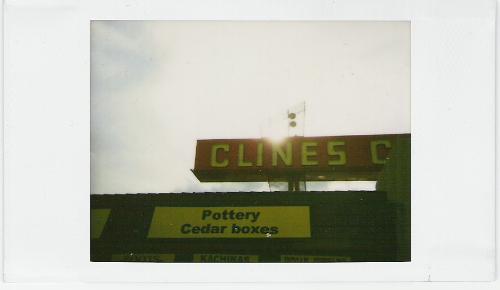 CLINES C
Pottery
Cedar boxes
KACHINAS